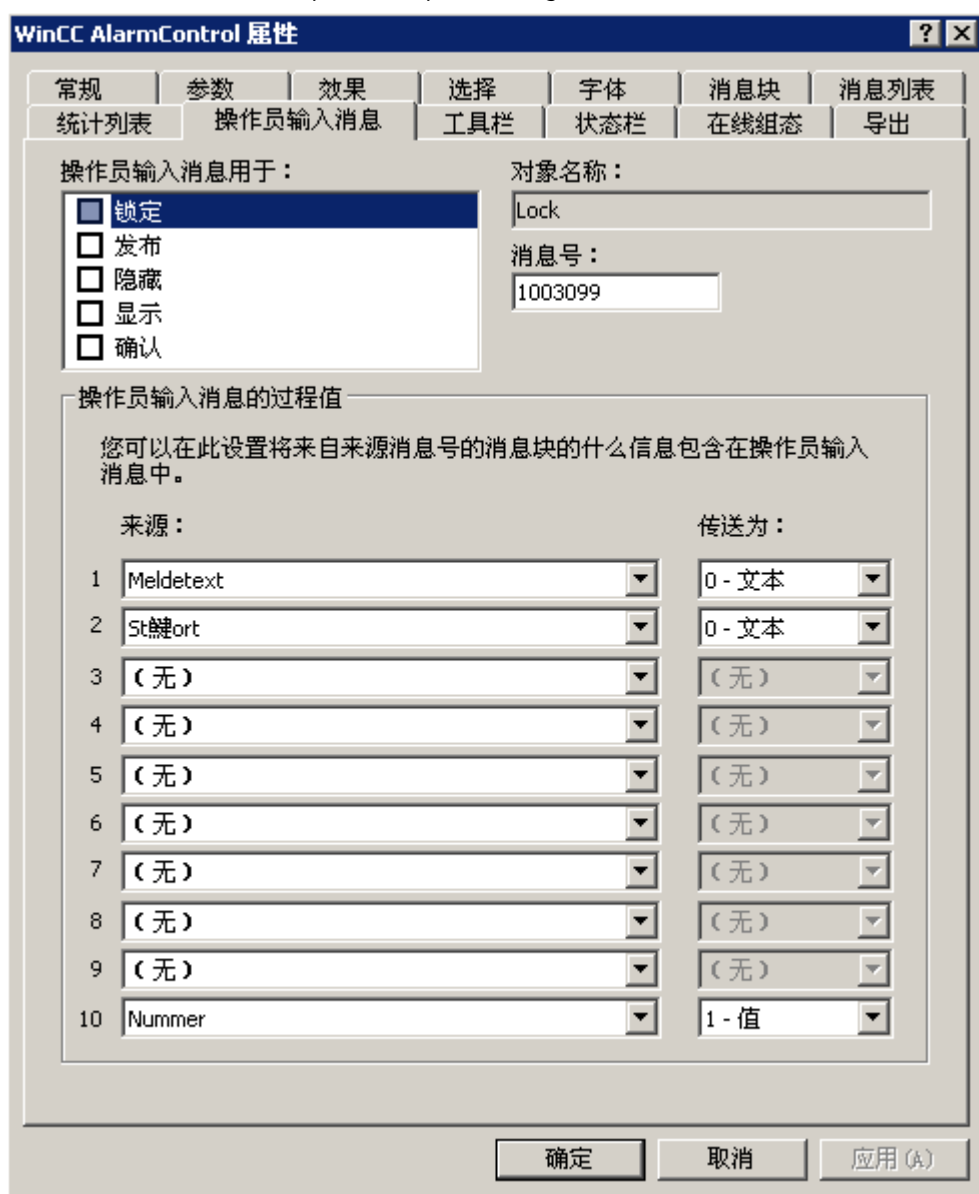 WinCC AlarmControl 属性
常规 参数 效果 选择 字体 消息块 消息列表
统计列表 操作员输入消息 工具栏 状态栏 在线组态 导出
操作员输入消息用于：
锁定
发布
隐藏
显示
确认
对象名称：
Lock
消息号：
1003099
操作员输入消息的过程值
您可以在此设置将来自来源消息号的消息块的什么信息包含在操作员输入
消息中。
来源： 传送为：
1 Meldetext 0 - 文本
2 St鰎ort 0 - 文本
3 （无） （无）
4 （无） （无）
5 （无） （无）
6 （无） （无）
7 （无） （无）
8 （无） （无）
9 （无） （无）
10 Nummer 1 - 值
确定 取消 应用(A)